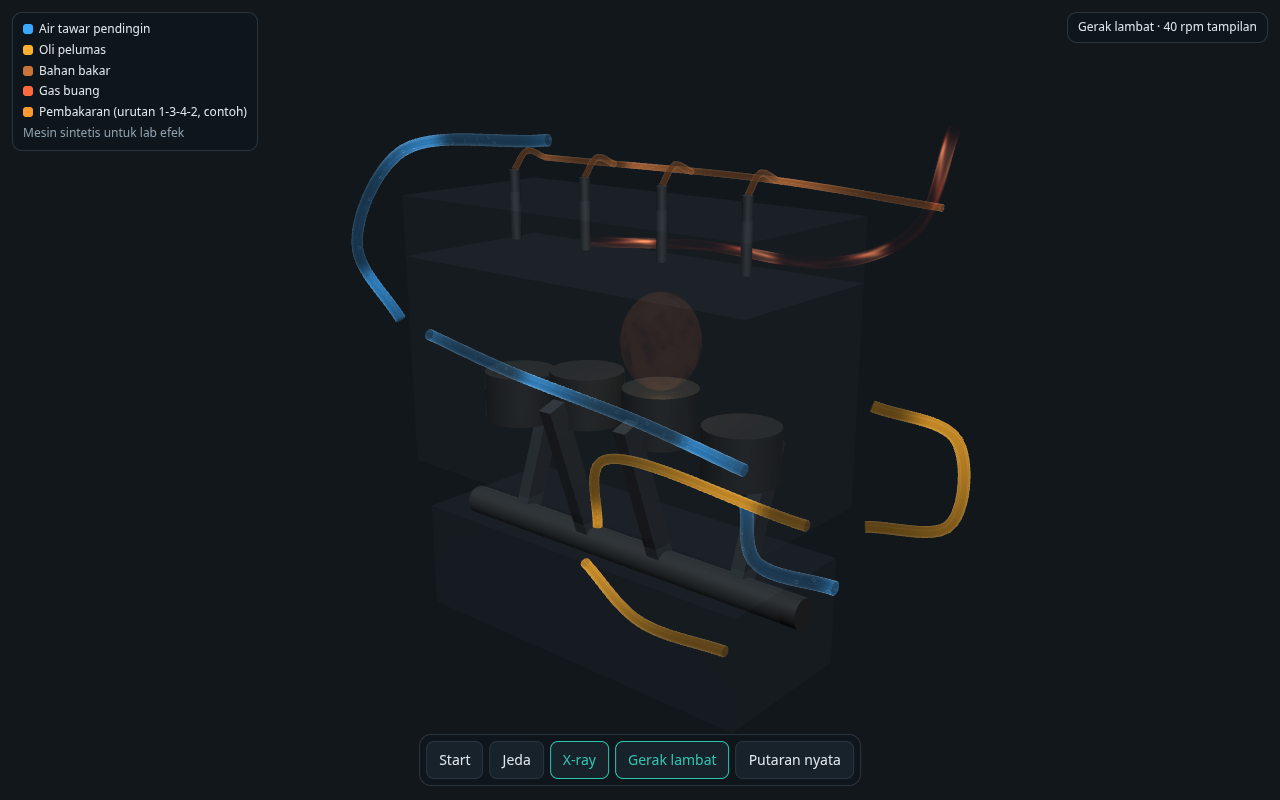 Air tawar pendingin
Oli pelumas
Bahan bakar
Gas buang
Pembakaran (urutan 1-3-4-2, contoh)
Mesin sintetis untuk lab efek
Gerak lambat · 40 rpm tampilan
Start
Jeda
X-ray
Gerak lambat
Putaran nyata